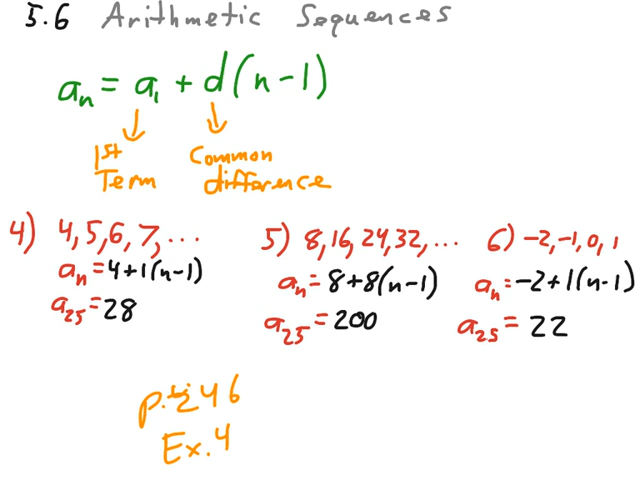 5.6 Arithmetic Sequences
aₙ = a₁ + d(n-1)
1st Term
Common difference
4) 4,5,6,7,...
aₙ = 4+1(n-1)
a₂₅ = 28
5) 8,16,24,32,...
aₙ = 8+8(n-1)
a₂₅ = 200
6) -2,-1,0,1
aₙ = -2+1(n-1)
a₂₅ = 22
Ex. 4